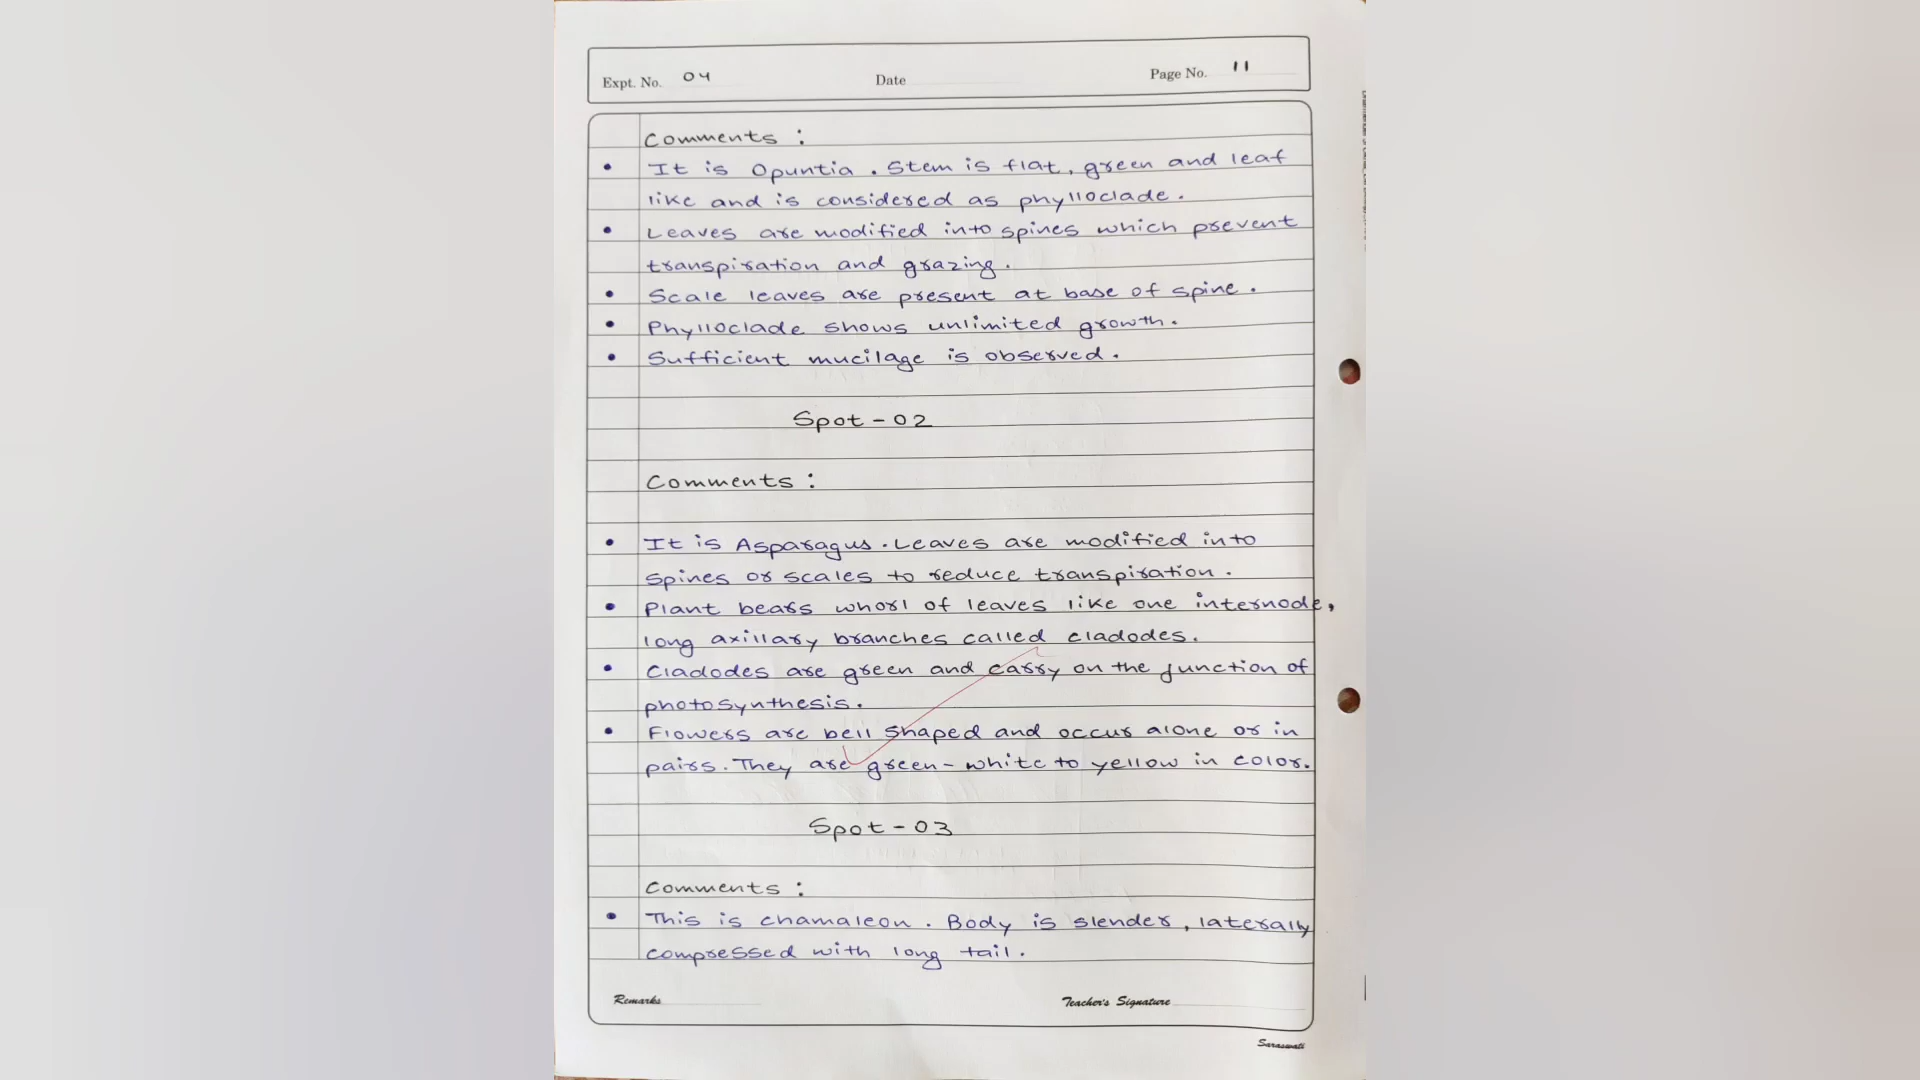 Expt. No. 04 Date Page No. 11
Comments :
• It is Opuntia. Stem is flat, green and leaf
like and is considered as phylloclade.
• Leaves are modified into spines which prevent
transpiration and grazing.
• Scale leaves are present at base of spine.
• Phylloclade shows unlimited growth.
• Sufficient mucilage is observed.
Spot - 02
Comments :
• It is Asparagus. Leaves are modified into
spines or scales to reduce transpiration.
• Plant bears whorl of leaves like one internode,
long axillary branches called cladodes.
• Cladodes are green and carry on the function of
photosynthesis.
• Flowers are bell shaped and occur alone or in
pairs. They are green - white to yellow in color.
Spot - 03
Comments :
• This is chamaleon. Body is slender, laterally
compressed with long tail.
Remarks Teacher's Signature
Saraswati